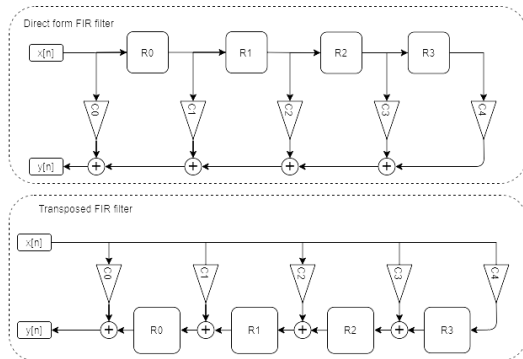 Direct form FIR filter
x[n]
R0
R1
R2
R3
C0
C1
C2
C3
C4
y[n]
+
+
+
+
Transposed FIR filter
x[n]
C0
C1
C2
C3
C4
y[n]
+
R0
+
R1
+
R2
+
R3